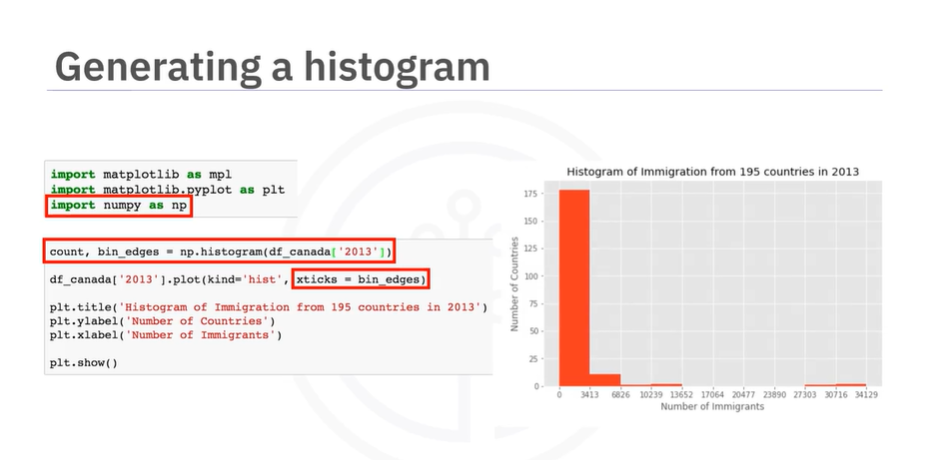 Generating a histogram
import matplotlib as mpl
import matplotlib.pyplot as plt
import numpy as np
count, bin_edges = np.histogram(df_canada['2013'])
df_canada['2013'].plot(kind='hist', xticks = bin_edges)
plt.title('Histogram of Immigration from 195 countries in 2013')
plt.ylabel('Number of Countries')
plt.xlabel('Number of Immigrants')
plt.show()
Histogram of Immigration from 195 countries in 2013
Number of Countries
175
150
125
100
75
50
25
0
0 3413 6826 10239 13652 17064 20477 23890 27303 30716 34129
Number of Immigrants